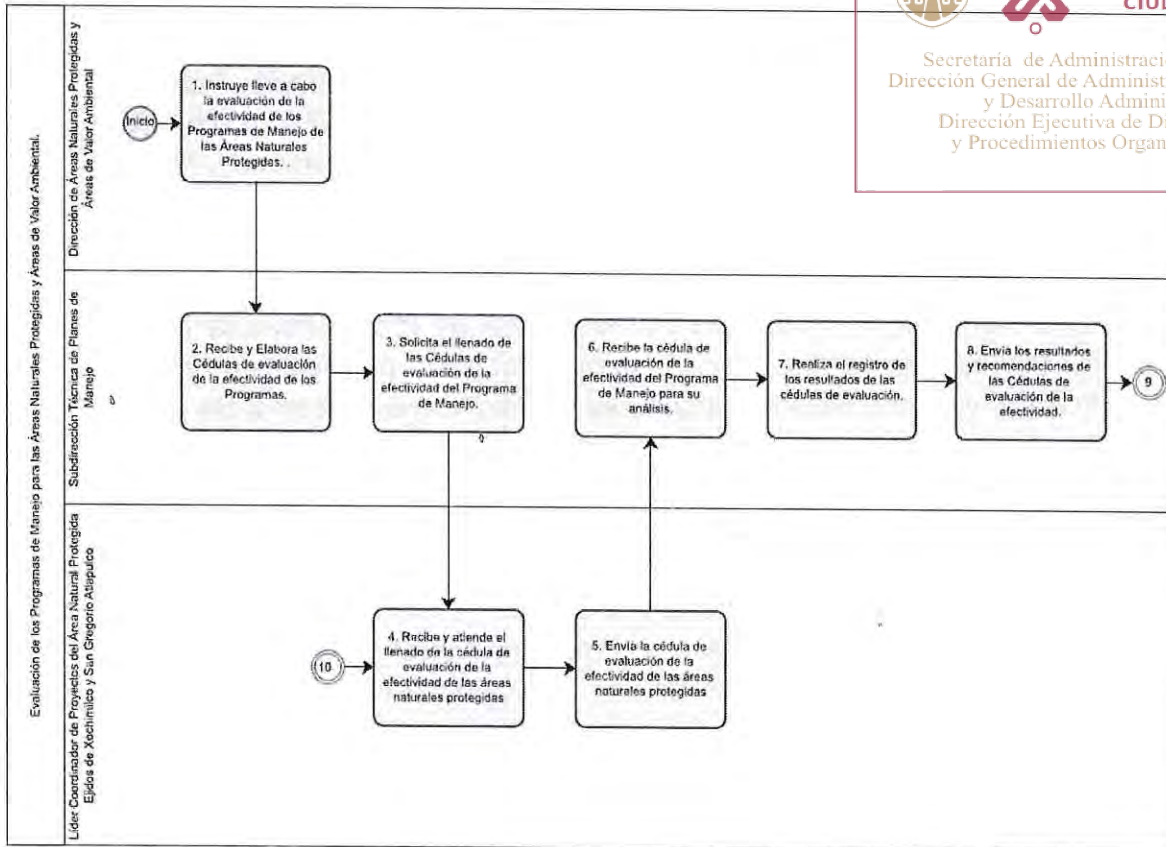 CIUD
Secretaría de Administraci
Dirección General de Administ
y Desarrollo Admini
Dirección Ejecutiva de Di
y Procedimientos Organ
Evaluación de los Programas de Manejo para las Áreas Naturales Protegidas y Áreas de Valor Ambiental.
Dirección de Áreas Naturales Protegidas y
Áreas de Valor Ambiental
Inicio
1. Instruye lleve a cabo
la evaluación de la
efectividad de los
Programas de Manejo de
las Áreas Naturales
Protegidas. .
Subdirección Técnica de Planes de
Manejo
2. Recibe y Elabora las
Cédulas de evaluación
de la efectividad de los
Programas.
3. Solicita el llenado de
las Cédulas de
evaluación de la
efectividad del Programa
de Manejo.
6. Recibe la cédula de
evaluación de la
efectividad del Programa
de Manejo para su
análisis.
7. Realiza el registro de
los resultados de las
cédulas de evaluación.
8. Envía los resultados
y recomendaciones de
las Cédulas de
evaluación de la
efectividad.
9
Líder Coordinador de Proyectos del Área Natural Protegida
Ejidos de Xochimilco y San Gregorio Atlapulco
10
4. Recibe y atiende el
llenado de la cédula de
evaluación de la
efectividad de las áreas
naturales protegidas
5. Envía la cédula de
evaluación de la
efectividad de las áreas
naturales protegidas